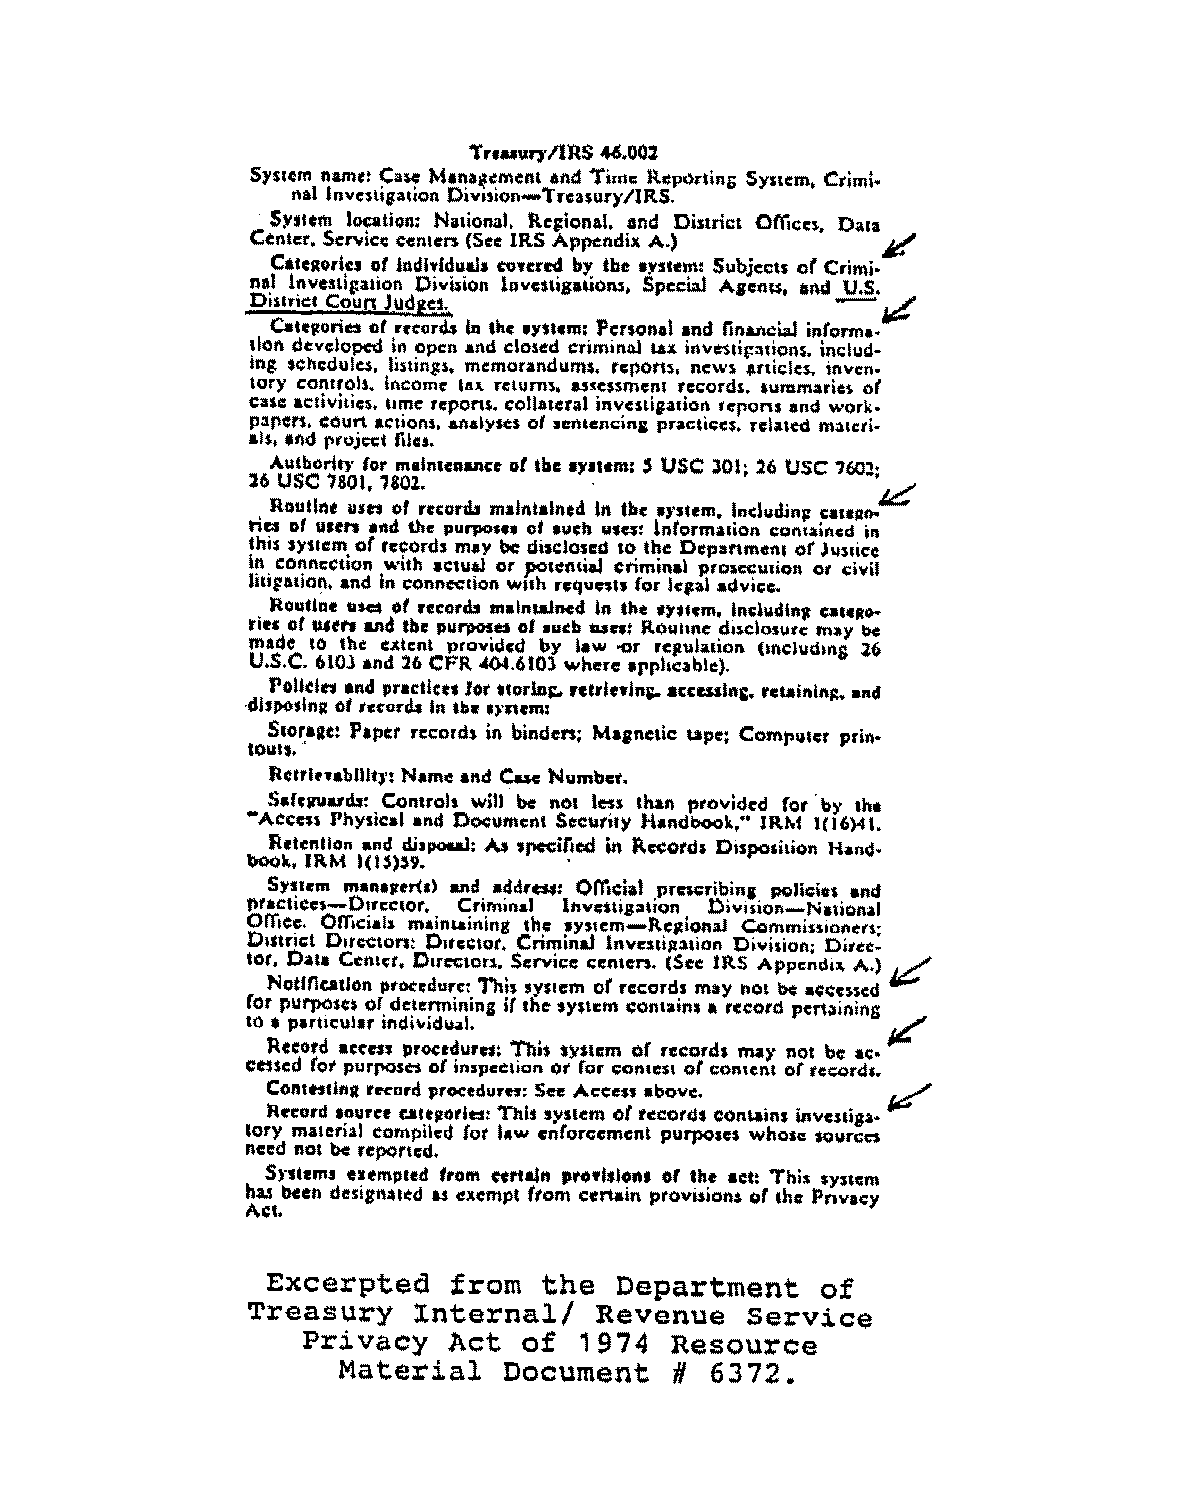 Treasury/IRS 46.002
System name: Case Management and Time Reporting System, Crimi-
nal Investigation Division—Treasury/IRS.
System location: National, Regional, and District Offices, Data
Center, Service centers (See IRS Appendix A.)
Categories of individuals covered by the system: Subjects of Crimi-
nal Investigation Division Investigations, Special Agents, and U.S.
District Court Judges.
Categories of records in the system: Personal and financial informa-
tion developed in open and closed criminal tax investigations, includ-
ing schedules, listings, memorandums, reports, news articles, inven-
tory controls, income tax returns, assessment records, summaries of
case activities, time reports, collateral investigation reports and work-
papers, court actions, analyses of sentencing practices, related materi-
als, and project files.
Authority for maintenance of the system: 5 USC 301; 26 USC 7602;
26 USC 7801, 7802.
Routine uses of records maintained in the system, including catego-
ries of users and the purposes of such uses: Information contained in
this system of records may be disclosed to the Department of Justice
in connection with actual or potential criminal prosecution or civil
litigation, and in connection with requests for legal advice.
Routine uses of records maintained in the system, including catego-
ries of users and the purposes of such uses: Routine disclosure may be
made to the extent provided by law or regulation (including 26
U.S.C. 6103 and 26 CFR 404.6103 where applicable).
Policies and practices for storing, retrieving, accessing, retaining, and
disposing of records in the system:
Storage: Paper records in binders; Magnetic tape; Computer prin-
touts.
Retrievability: Name and Case Number.
Safeguards: Controls will be not less than provided for by the
"Access Physical and Document Security Handbook," IRM 1(16)41.
Retention and disposal: As specified in Records Disposition Hand-
book, IRM 1(15)59.
System manager(s) and address: Official prescribing policies and
practices—Director, Criminal Investigation Division—National
Office. Officials maintaining the system—Regional Commissioners;
District Directors; Director, Criminal Investigation Division; Direc-
tor, Data Center, Directors, Service centers. (See IRS Appendix A.)
Notification procedure: This system of records may not be accessed
for purposes of determining if the system contains a record pertaining
to a particular individual.
Record access procedures: This system of records may not be ac-
cessed for purposes of inspection or for contest of content of records.
Contesting record procedures: See Access above.
Record source categories: This system of records contains investiga-
tory material compiled for law enforcement purposes whose sources
need not be reported.
Systems exempted from certain provisions of the act: This system
has been designated as exempt from certain provisions of the Privacy
Act.
Excerpted from the Department of
Treasury Internal/ Revenue Service
Privacy Act of 1974 Resource
Material Document # 6372.